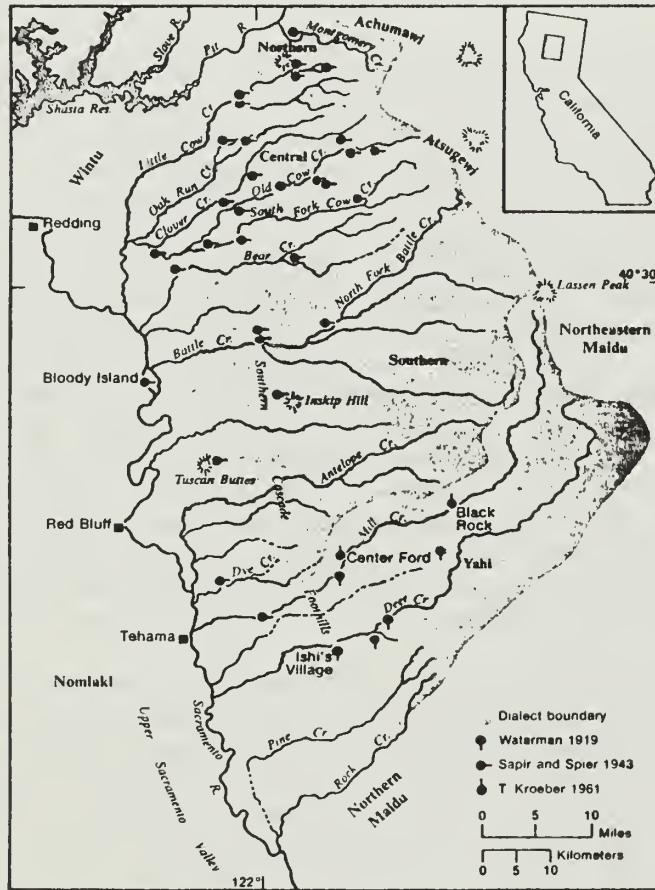 Achumawi
Montgomery Cr.
Pit R.
Northern
Shasta Res.
California
Wintu
Little Cow Cr.
Atsugewi
Central
Oak Run Cr.
Old Cow Cr.
Clover Cr.
South Fork Cow Cr.
Redding
Bear Cr.
North Fork Battle Cr.
40°30
Lassen Peak
Northeastern
Maidu
Battle Cr.
Southern
Southern
Bloody Island
Inskip Hill
Antelope Cr.
Tuscan Buttes
Cascade
Black
Rock
Red Bluff
Mill Cr.
Center Ford
Yahi
Dye Cr.
Foothills
Deer Cr.
Tehama
Ishi's
Village
Nomlaki
Upper Sacramento Valley
Sacramento R.
Pine Cr.
Rock Cr.
Northern
Maidu
Dialect boundary
Waterman 1919
Sapir and Spier 1943
T Kroeber 1961
0 5 10
Miles
Kilometers
0 5 10
122°